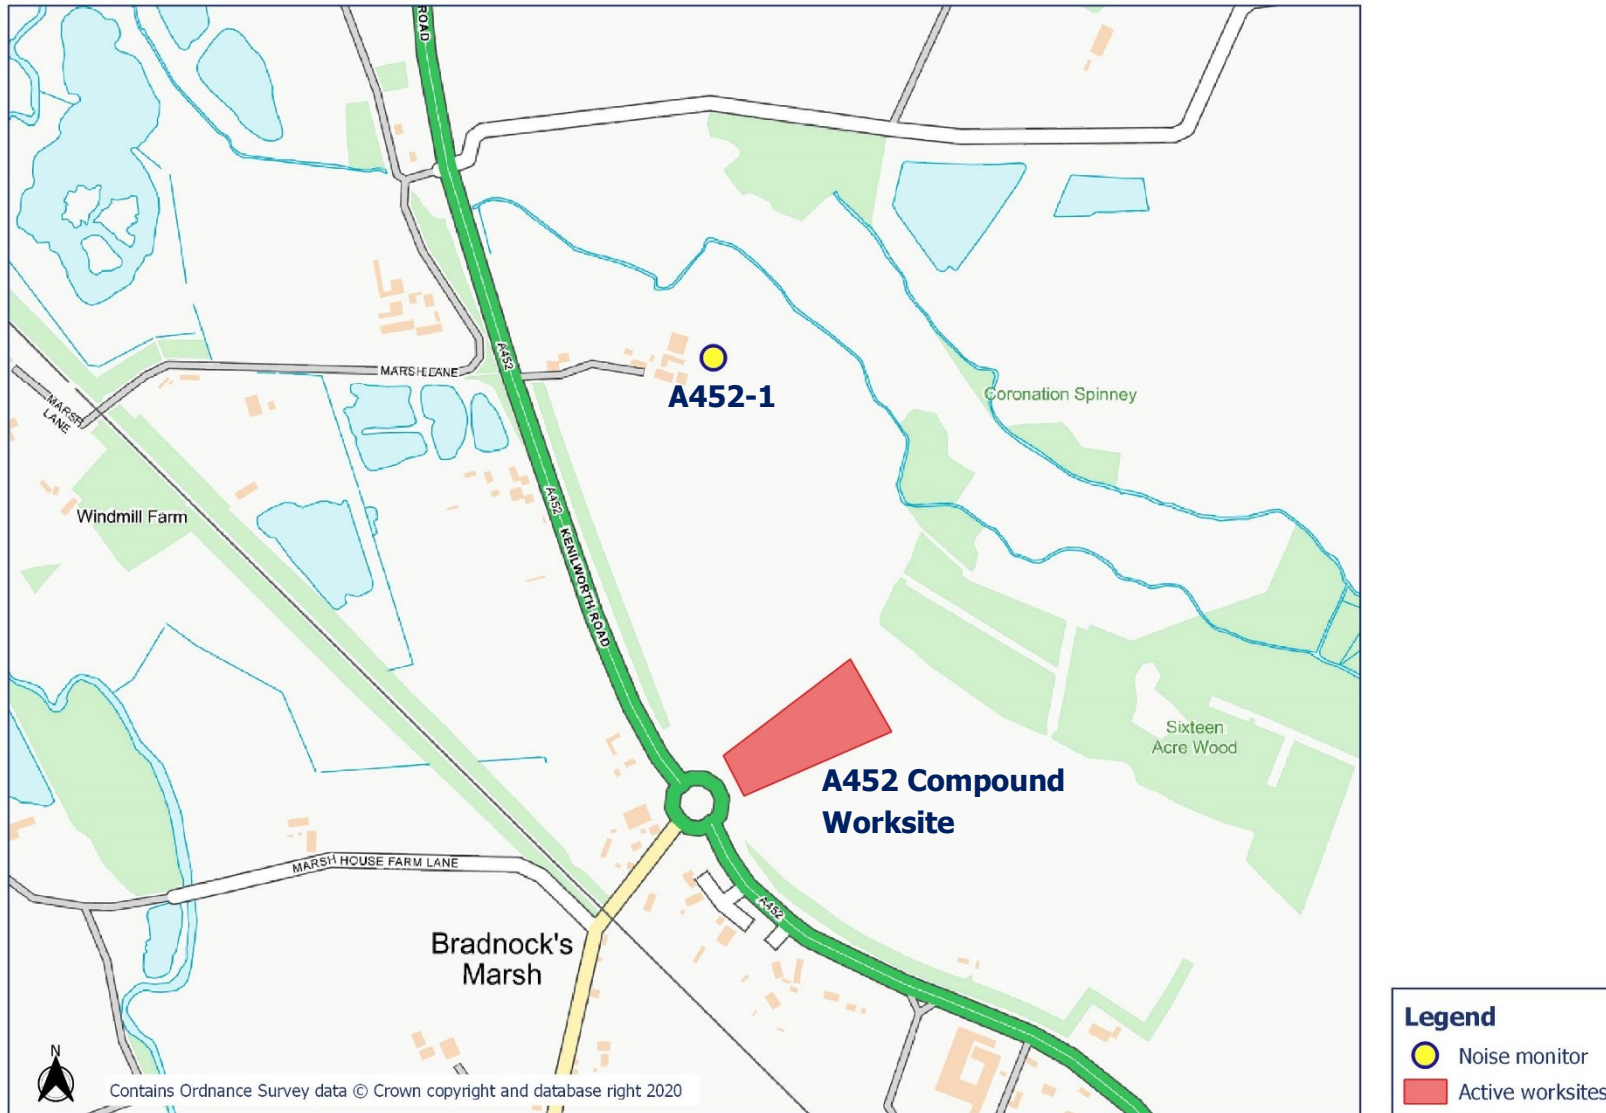 ROAD
MARSH LANE
A452
A452-1
Coronation Spinney
MARSH
LANE
Windmill Farm
A452
KENILWORTH ROAD
Sixteen
Acre Wood
A452 Compound
Worksite
MARSH HOUSE FARM LANE
A452
Bradnock's
Marsh
N
Contains Ordnance Survey data © Crown copyright and database right 2020
Legend
Noise monitor
Active worksites